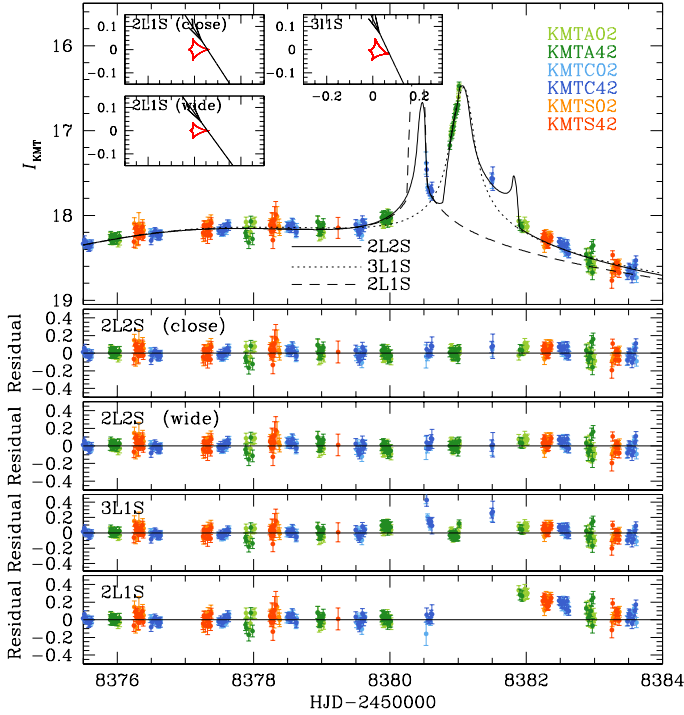 2L1S (close)
0.1
0
−0.1
2L1S (wide)
0.1
0
−0.1
3L1S
0.1
0
−0.1
−0.2
0
0.2
KMTA02
KMTA42
KMTC02
KMTC42
KMTS02
KMTS42
16
17
18
19
I_KMT
2L2S
3L1S
2L1S
2L2S (close)
Residual
0.4
0.2
0
−0.2
−0.4
2L2S (wide)
Residual
0.4
0.2
0
−0.2
−0.4
3L1S
Residual
0.4
0.2
0
−0.2
−0.4
2L1S
Residual
0.4
0.2
0
−0.2
−0.4
8376
8378
8380
8382
8384
HJD−2450000